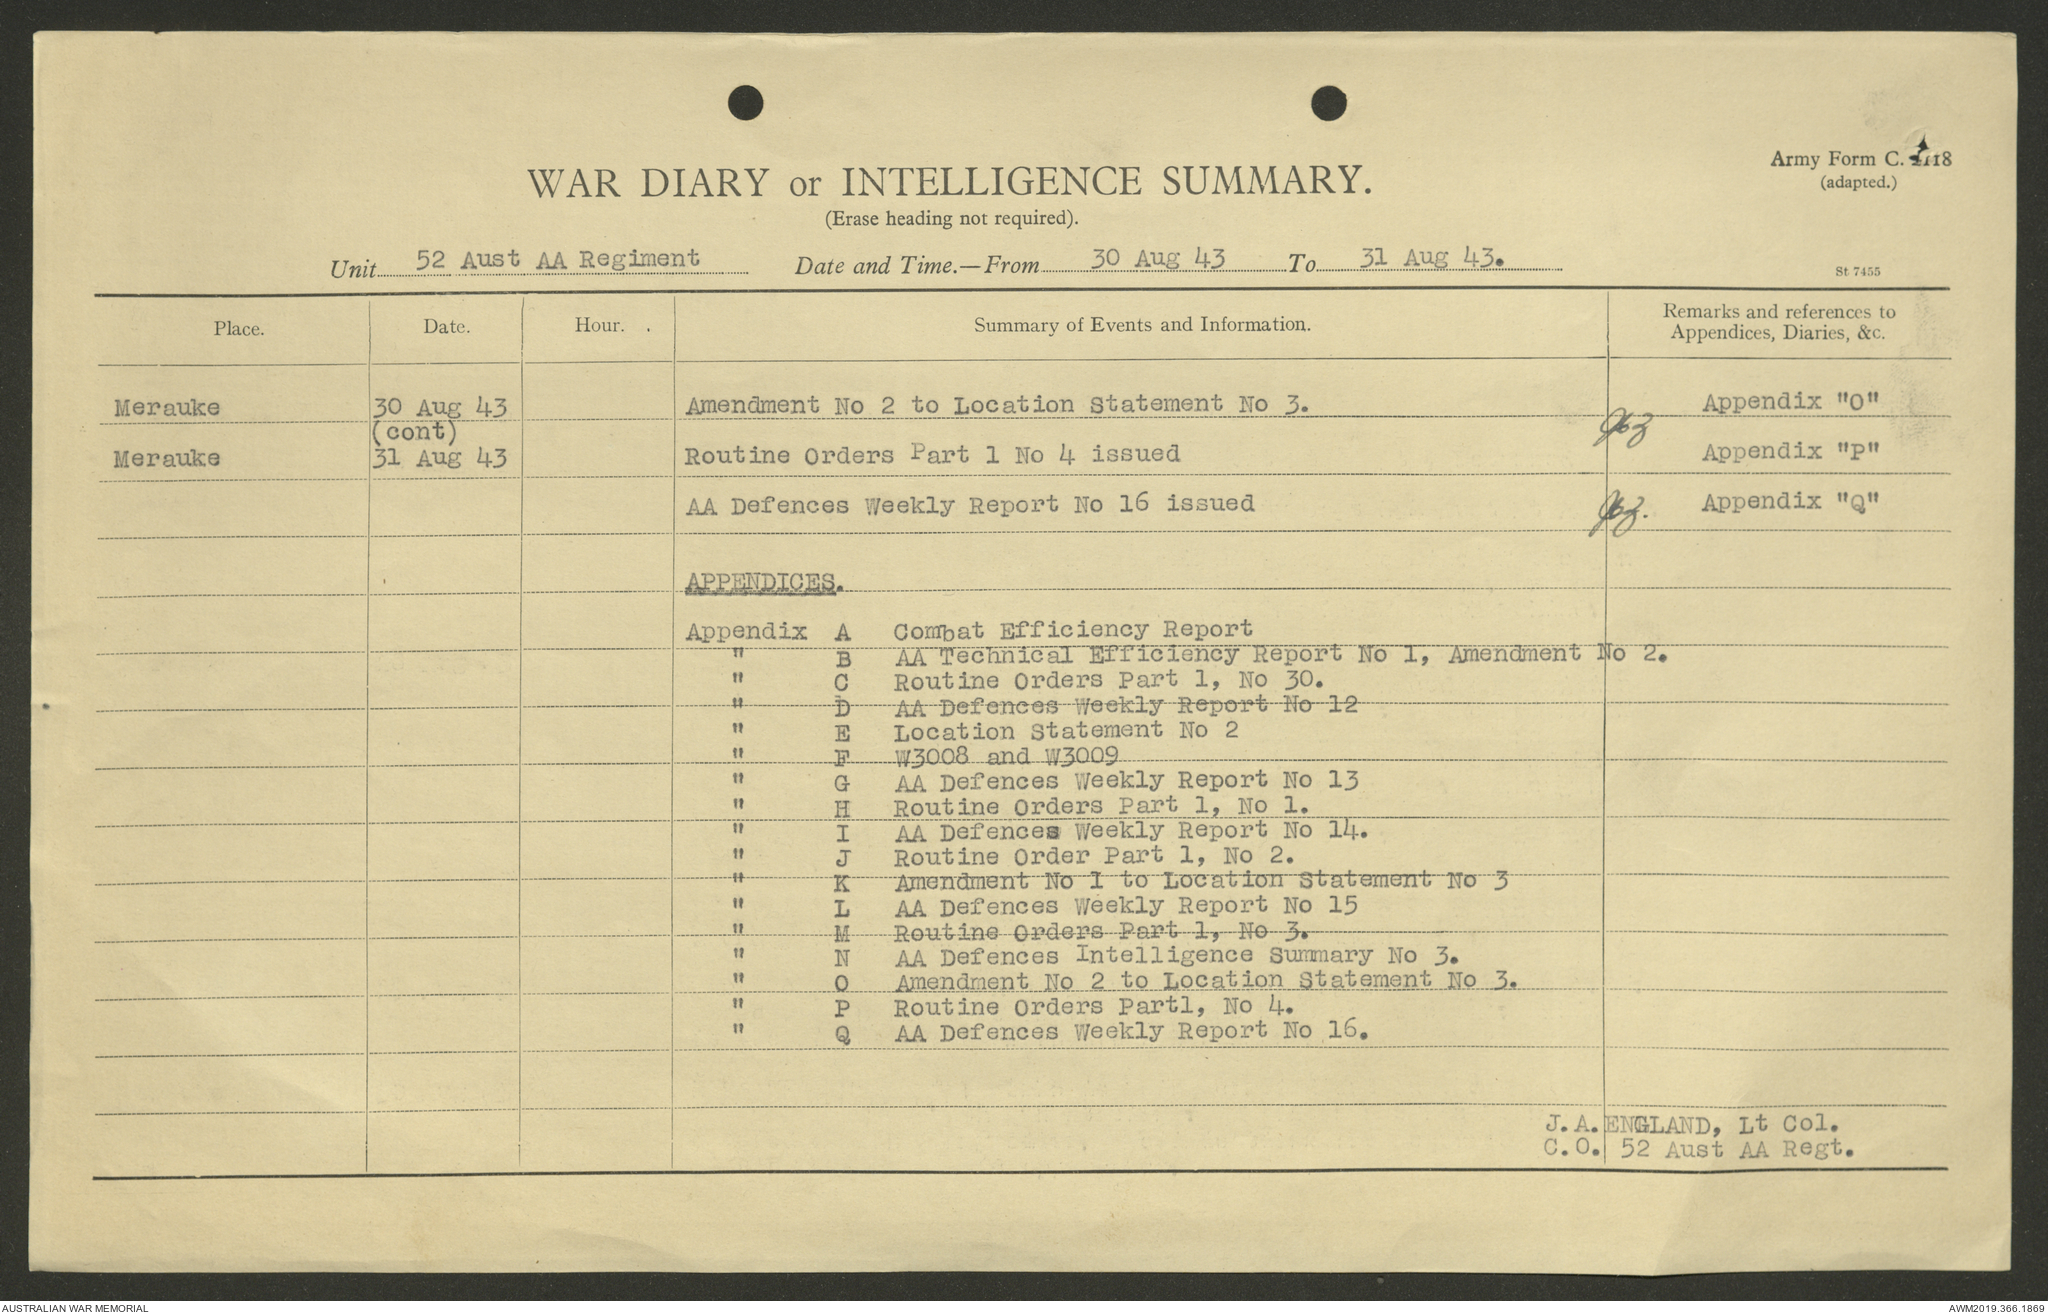 Army Form C. 2118
(adapted.)
WAR DIARY or INTELLIGENCE SUMMARY.
(Erase heading not required).
Unit 52 Aust AA Regiment Date and Time.—From 30 Aug 43 To 31 Aug 43.
St 7455
Place. Date. Hour. Summary of Events and Information. Remarks and references to Appendices, Diaries, &c.
Merauke 30 Aug 43 Amendment No 2 to Location Statement No 3. Appendix "O"
(cont)
Merauke 31 Aug 43 Routine Orders Part 1 No 4 issued Appendix "P"
AA Defences Weekly Report No 16 issued Appendix "Q"
APPENDICES.
Appendix A Combat Efficiency Report
" B AA Technical Efficiency Report No 1, Amendment No 2.
" C Routine Orders Part 1, No 30.
" D AA Defences Weekly Report No 12
" E Location Statement No 2
" F W3008 and W3009
" G AA Defences Weekly Report No 13
" H Routine Orders Part 1, No 1.
" I AA Defences Weekly Report No 14.
" J Routine Order Part 1, No 2.
" K Amendment No 1 to Location Statement No 3
" L AA Defences Weekly Report No 15
" M Routine Orders Part 1, No 3.
" N AA Defences Intelligence Summary No 3.
" O Amendment No 2 to Location Statement No 3.
" P Routine Orders Part1, No 4.
" Q AA Defences Weekly Report No 16.
J.A.ENGLAND, Lt Col.
C.O. 52 Aust AA Regt.
AUSTRALIAN WAR MEMORIAL
AWM2019.366.1869